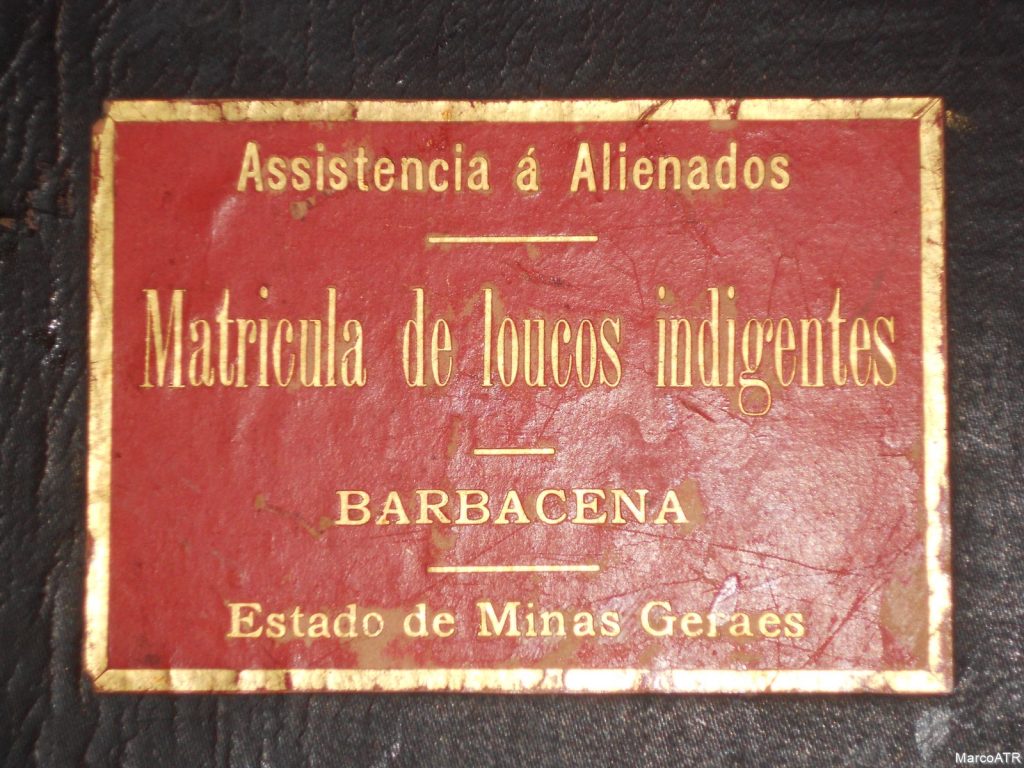 Assistencia á Alienados
Matricula de loucos indigentes
BARBACENA
Estado de Minas Geraes
MarcoATR